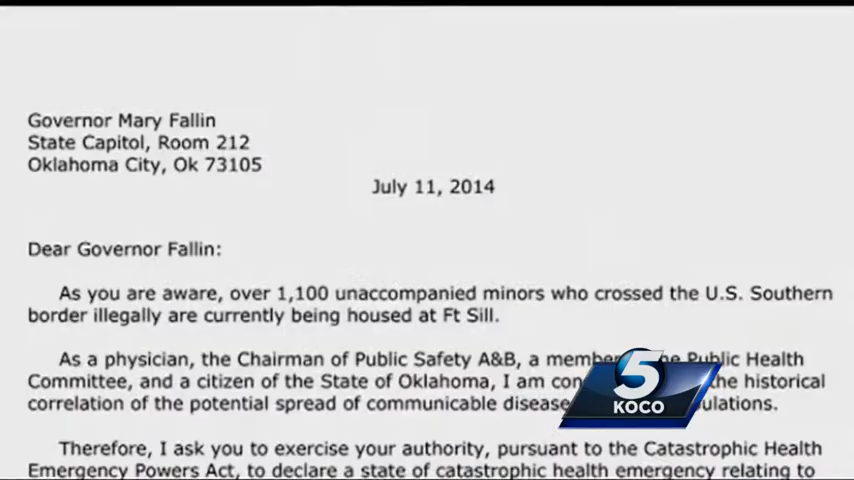 Governor Mary Fallin
State Capitol, Room 212
Oklahoma City, Ok 73105
July 11, 2014
Dear Governor Fallin:
As you are aware, over 1,100 unaccompanied minors who crossed the U.S. Southern
border illegally are currently being housed at Ft Sill.
As a physician, the Chairman of Public Safety A&B, a member the Public Health
Committee, and a citizen of the State of Oklahoma, I am the historical
correlation of the potential spread of communicable disease
Therefore, I ask you to exercise your authority, pursuant to the Catastrophic Health
Emergency Powers Act, to declare a state of catastrophic health emergency relating to
5
KOCO